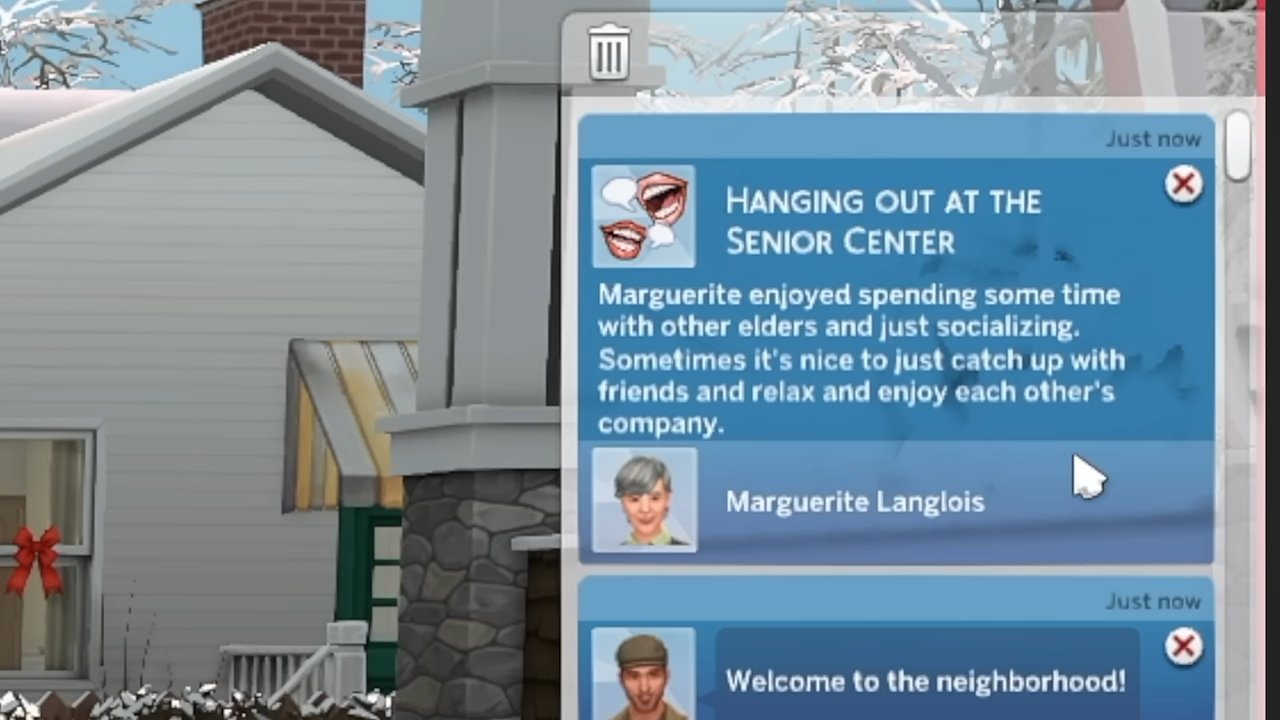 Just now
HANGING OUT AT THE
SENIOR CENTER
Marguerite enjoyed spending some time
with other elders and just socializing.
Sometimes it's nice to just catch up with
friends and relax and enjoy each other's
company.
Marguerite Langlois
Just now
Welcome to the neighborhood!